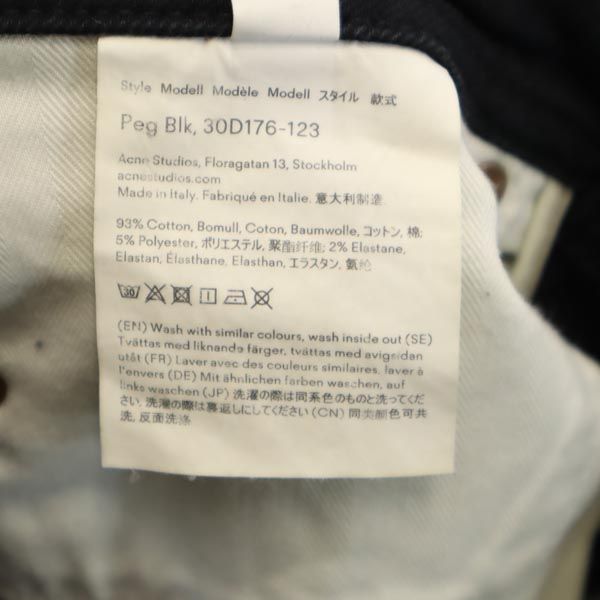 Style Modell Modèle Modell スタイル 款式
Peg Blk, 30D176-123
Acne Studios, Floragatan 13, Stockholm
acnestudios.com
Made in Italy. Fabriqué en Italie. 意大利制造
93% Cotton, Bomull, Coton, Baumwolle, コットン, 棉;
5% Polyester, ポリエステル, 聚酯纤维; 2% Elastane,
Elastan, Élasthane, Elasthan, エラスタン, 氨纶
30
(EN) Wash with similar colours, wash inside out (SE)
Tvättas med liknande färger, tvättas med avigsidan
utåt (FR) Laver avec des couleurs similaires, laver à
l'envers (DE) Mit ähnlichen farben waschen, auf
links waschen (JP) 洗濯の際は同系色のものと洗ってくだ
さい, 洗濯の際は裏返しにしてください (CN) 同类颜色可共
洗, 反面洗涤